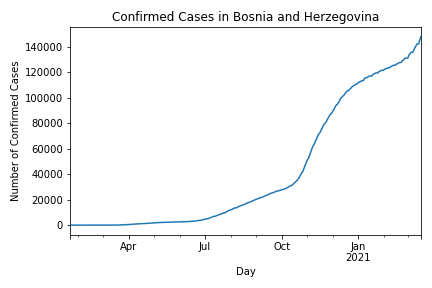 Confirmed Cases in Bosnia and Herzegovina
Number of Confirmed Cases
140000
120000
100000
80000
60000
40000
20000
0
Apr
Jul
Oct
Jan
2021
Day